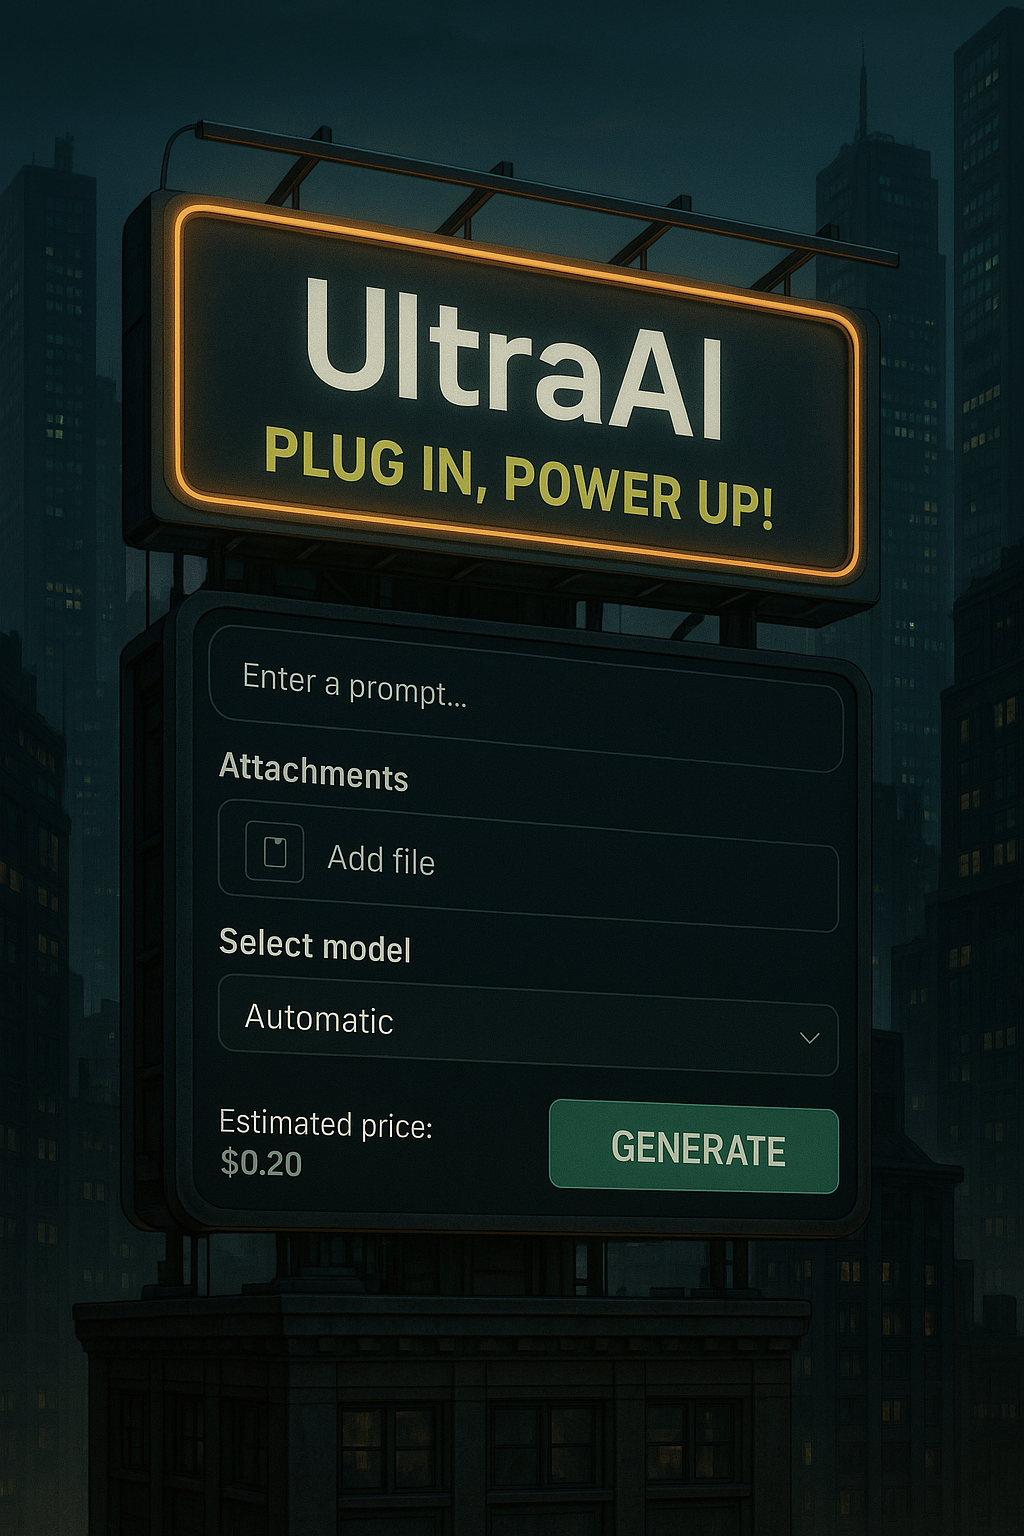 UltraAI
PLUG IN, POWER UP!
Enter a prompt...
Attachments
Add file
Select model
Automatic
Estimated price:
$0.20
GENERATE